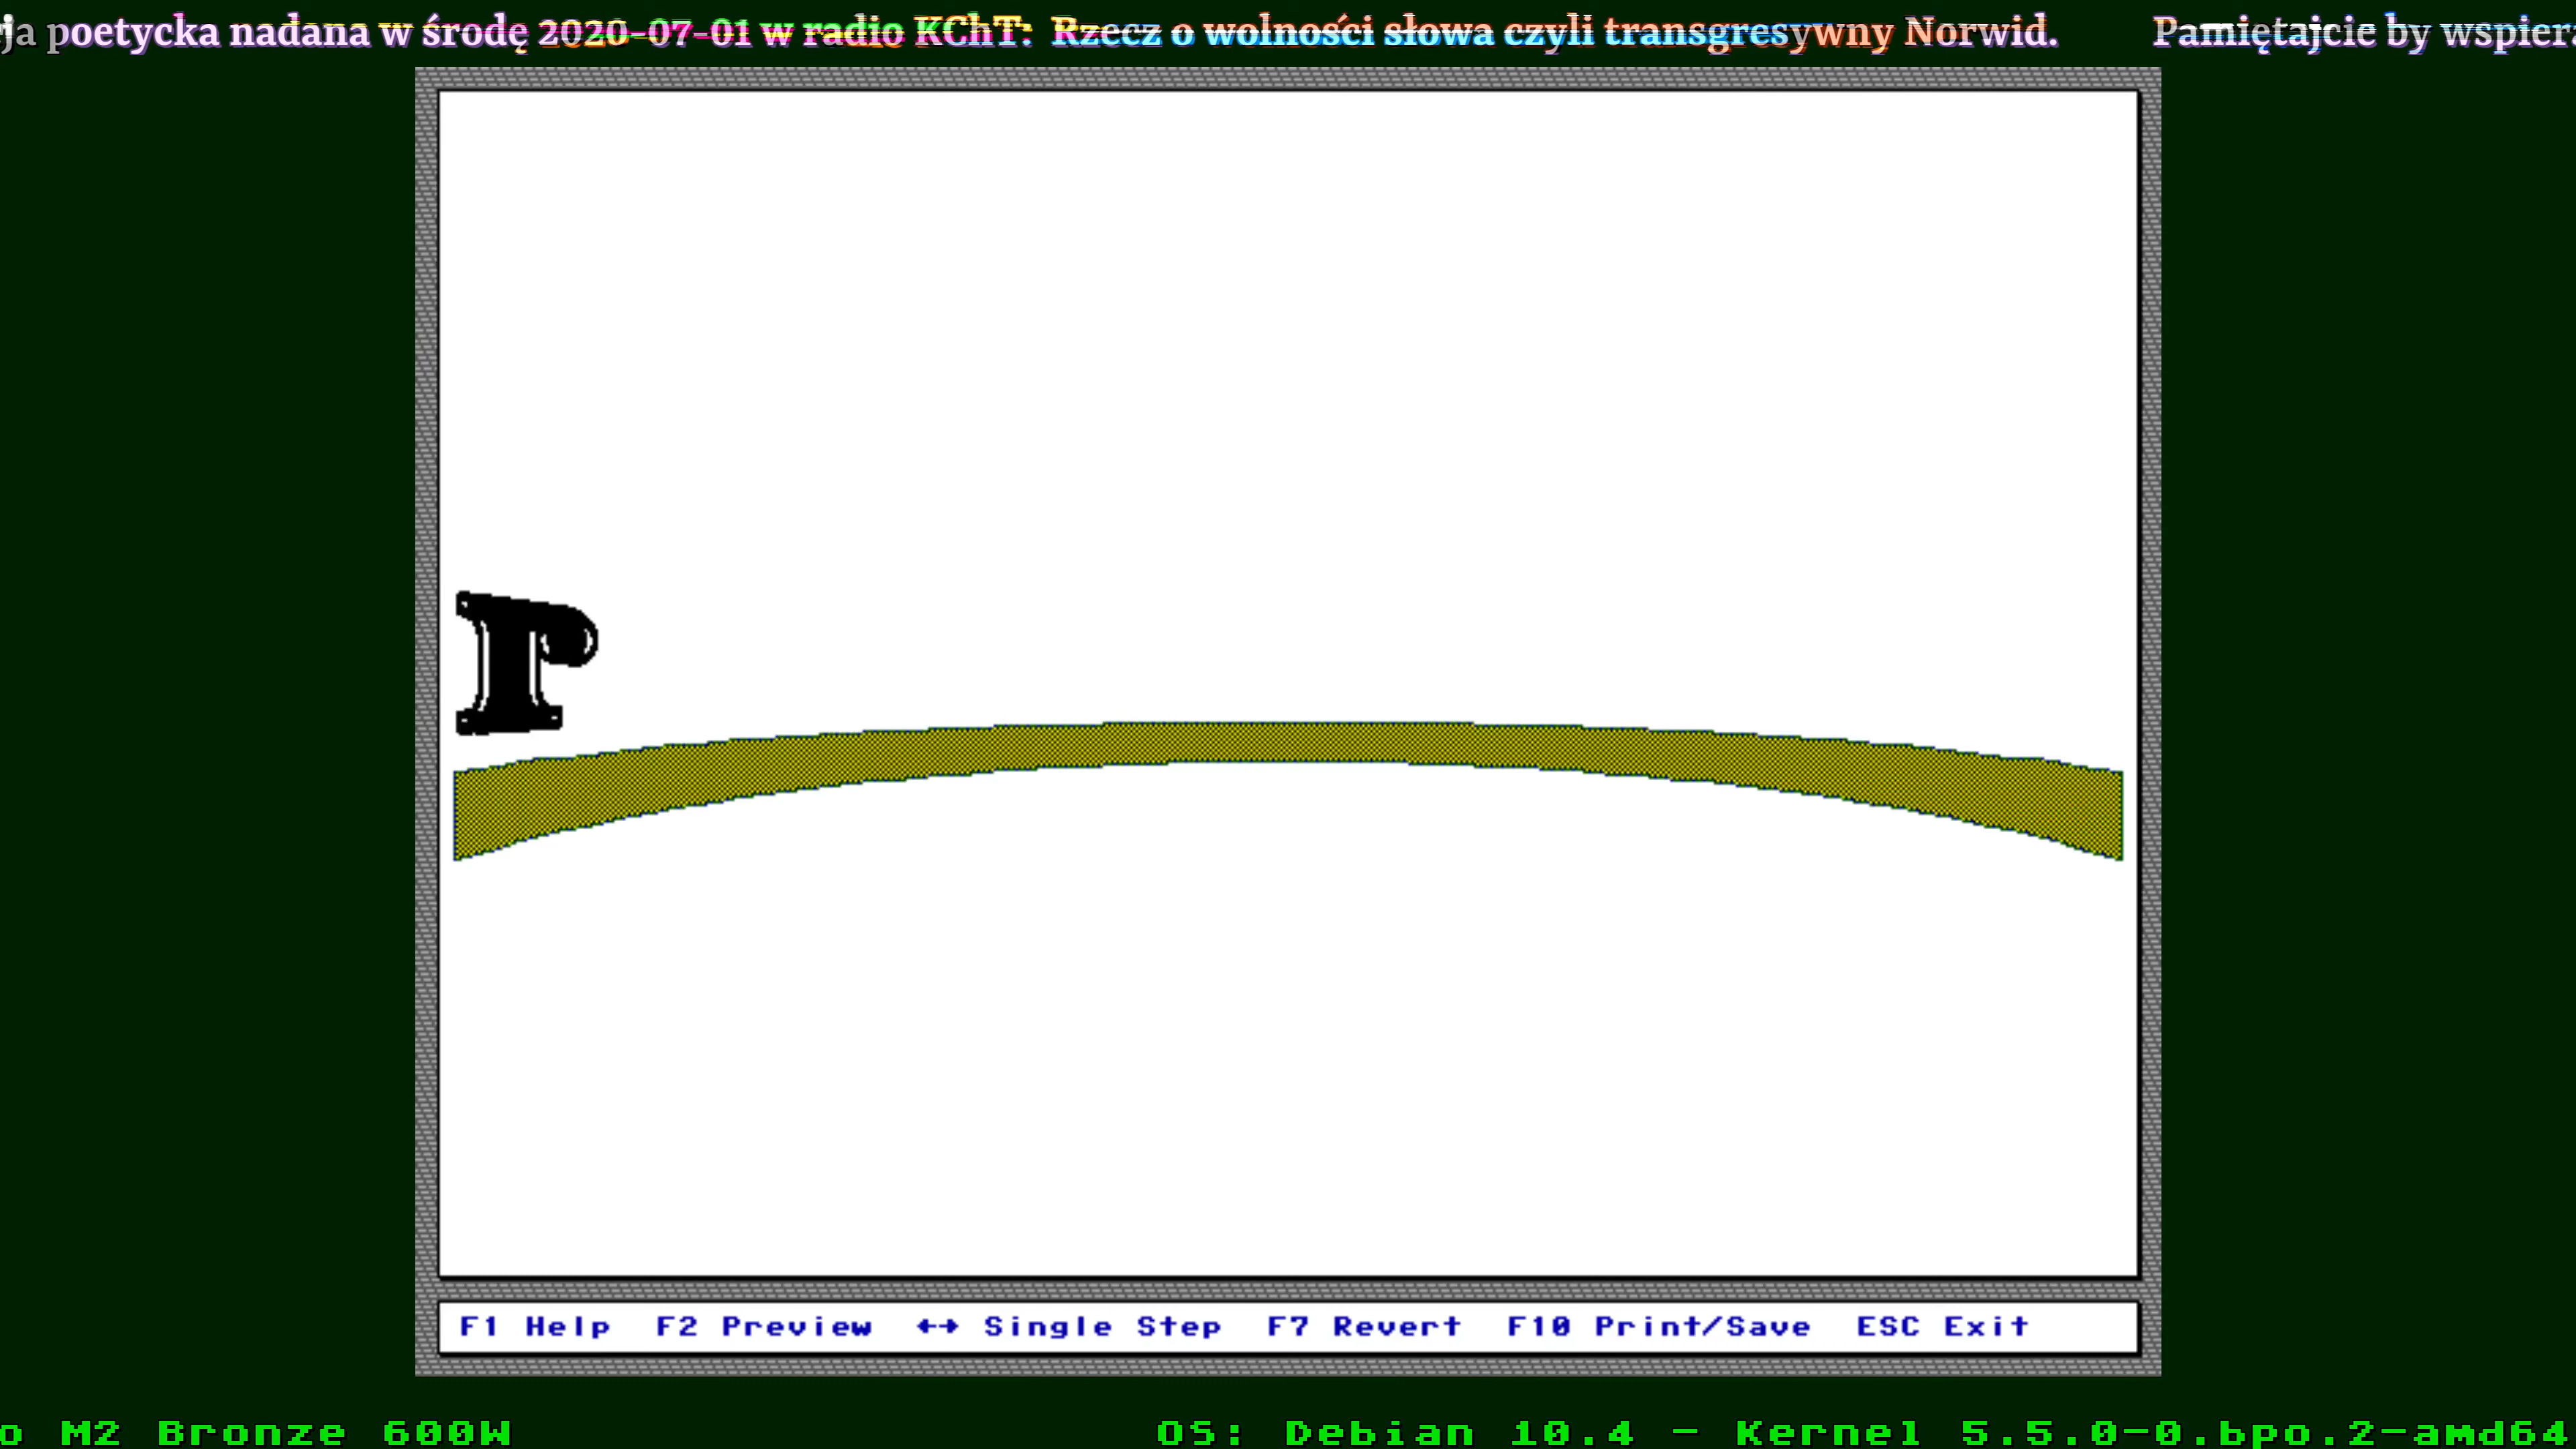 ja poetycka nadana w środę 2020-07-01 w radio KChT: Rzecz o wolności słowa czyli transgresywny Norwid. Pamiętajcie by wspiera
r
F1 Help F2 Preview ←→ Single Step F7 Revert F10 Print/Save ESC Exit
o M2 Bronze 600W OS: Debian 10.4 - Kernel 5.5.0-0.bpo.2-amd64